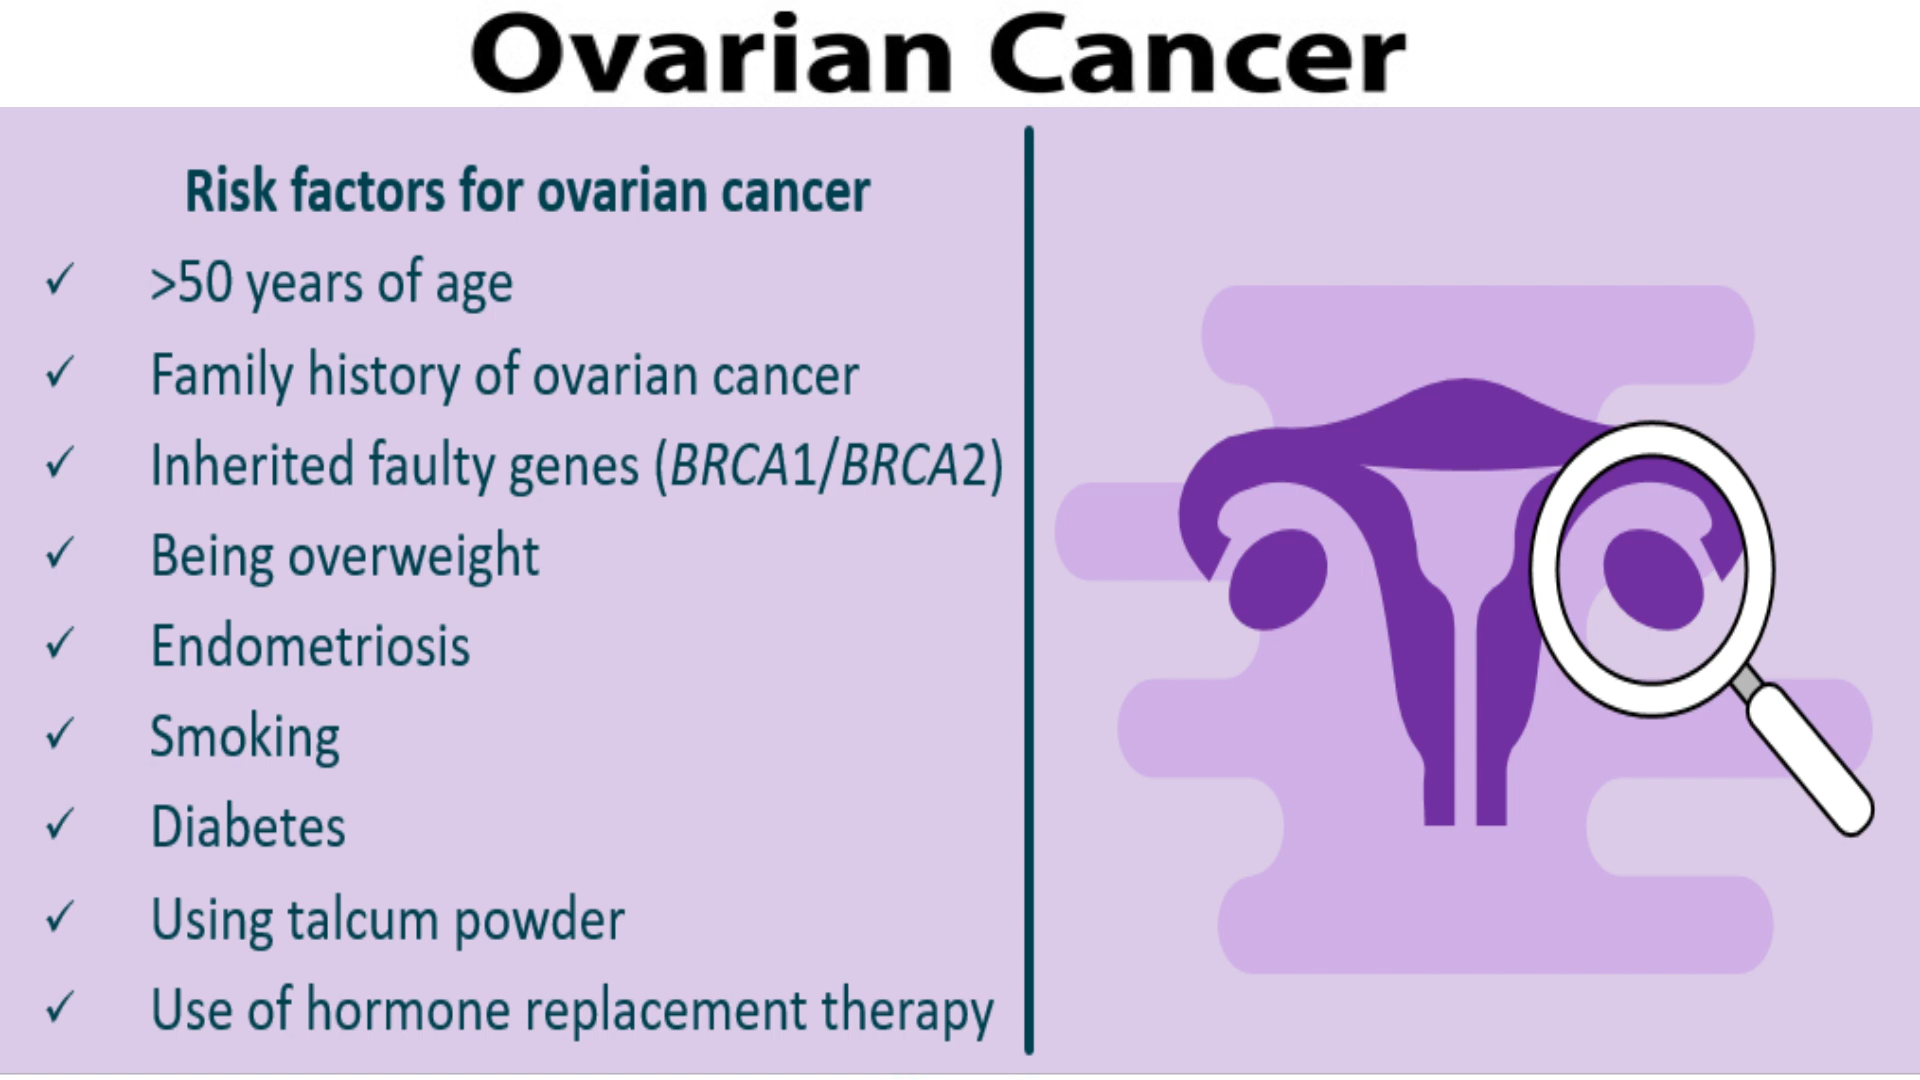 Ovarian Cancer
Risk factors for ovarian cancer
✓ >50 years of age
✓ Family history of ovarian cancer
✓ Inherited faulty genes (BRCA1/BRCA2)
✓ Being overweight
✓ Endometriosis
✓ Smoking
✓ Diabetes
✓ Using talcum powder
✓ Use of hormone replacement therapy